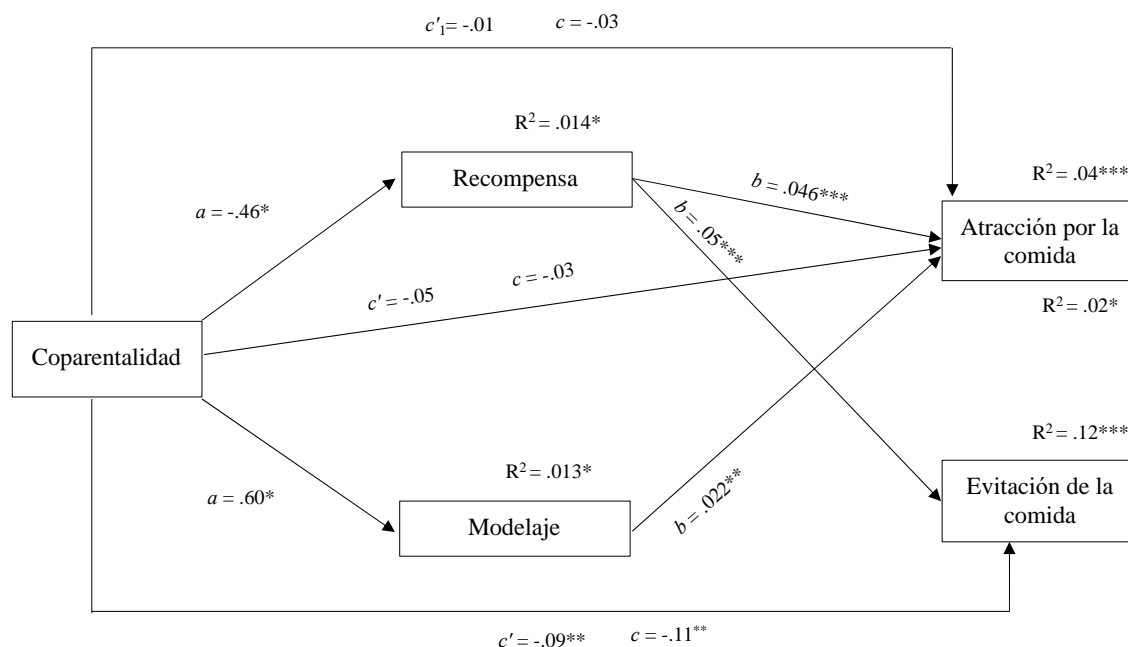 c′₁= -.01 c = -.03
R² = .014*
Recompensa
R² = .04***
b = .046***
a = -.46*
b = .05***
Atracción por la
comida
c′ = -.05 c = -.03
R² = .02*
Coparentalidad
R² = .12***
R² = .013*
a = .60*
b = .022**
Evitación de la
comida
Modelaje
c′ = -.09** c = -.11**